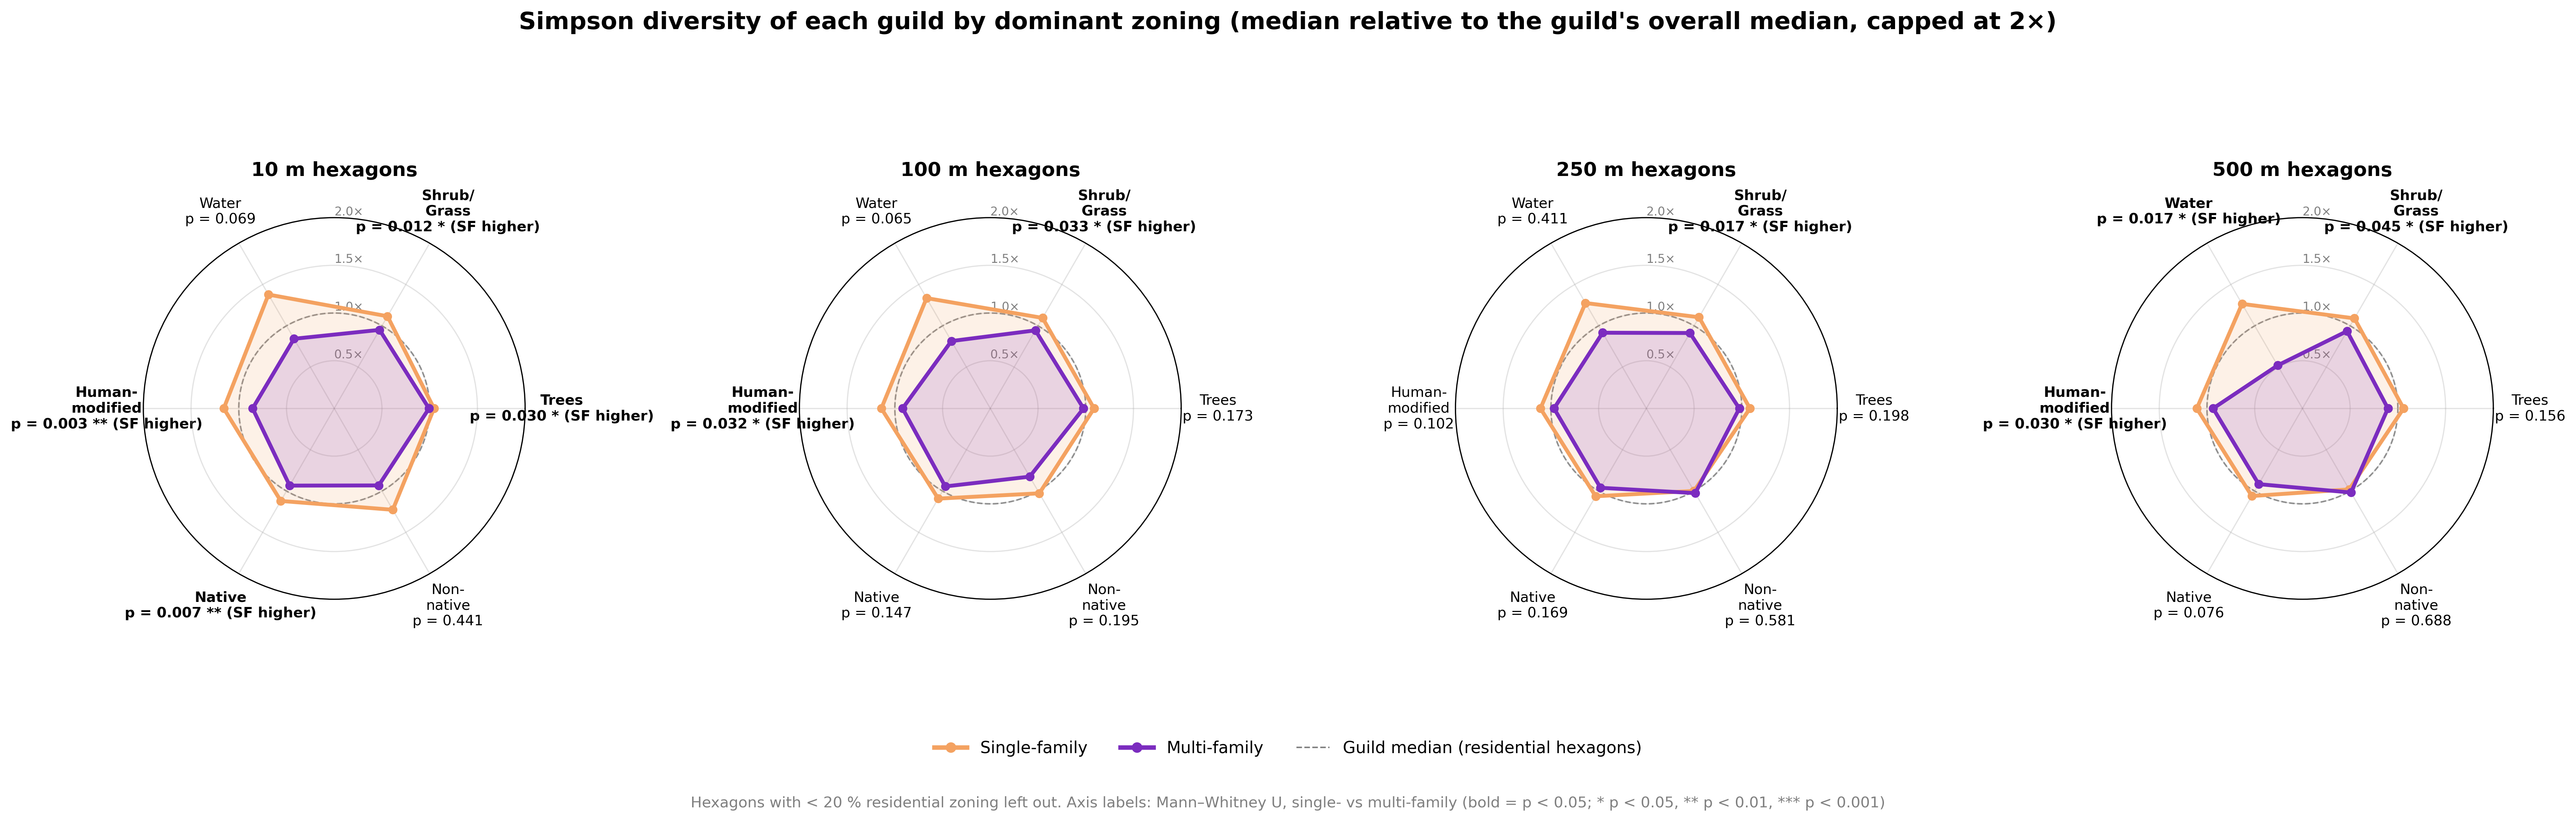 Simpson diversity of each guild by dominant zoning (median relative to the guild's overall median, capped at 2×)
10 m hexagons
Water
p = 0.069
Shrub/
Grass
p = 0.012 * (SF higher)
2.0×
1.5×
1.0×
0.5×
Human-
modified
p = 0.003 ** (SF higher)
Trees
p = 0.030 * (SF higher)
Native
p = 0.007 ** (SF higher)
Non-
native
p = 0.441
100 m hexagons
Water
p = 0.065
Shrub/
Grass
p = 0.033 * (SF higher)
2.0×
1.5×
1.0×
0.5×
Human-
modified
p = 0.032 * (SF higher)
Trees
p = 0.173
Native
p = 0.147
Non-
native
p = 0.195
250 m hexagons
Water
p = 0.411
Shrub/
Grass
p = 0.017 * (SF higher)
2.0×
1.5×
1.0×
0.5×
Human-
modified
p = 0.102
Trees
p = 0.198
Native
p = 0.169
Non-
native
p = 0.581
500 m hexagons
Water
p = 0.017 * (SF higher)
Shrub/
Grass
p = 0.045 * (SF higher)
2.0×
1.5×
1.0×
0.5×
Human-
modified
p = 0.030 * (SF higher)
Trees
p = 0.156
Native
p = 0.076
Non-
native
p = 0.688
Single-family
Multi-family
Guild median (residential hexagons)
Hexagons with < 20 % residential zoning left out. Axis labels: Mann–Whitney U, single- vs multi-family (bold = p < 0.05; * p < 0.05, ** p < 0.01, *** p < 0.001)